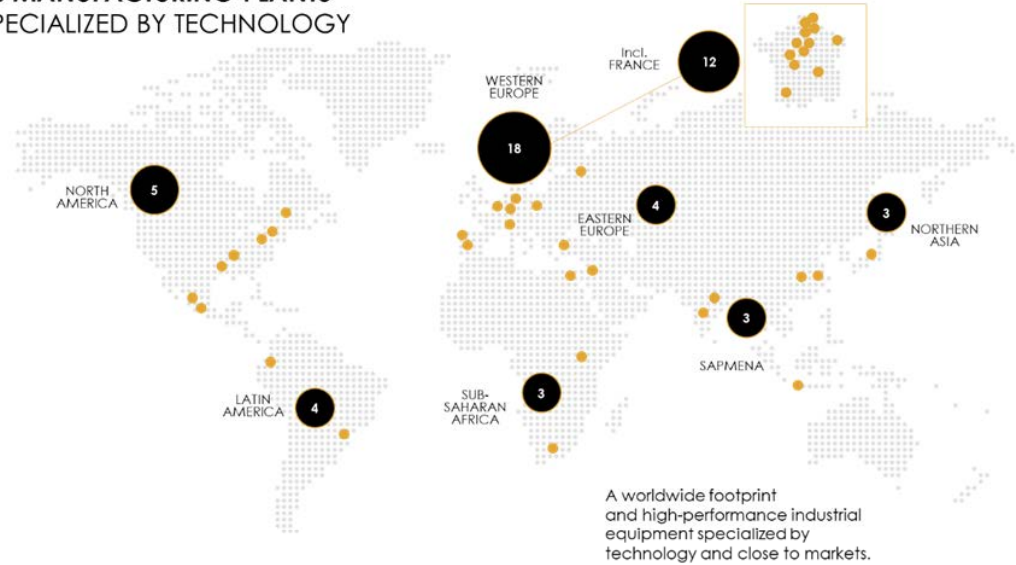 MANUFACTURING PLANTS
SPECIALIZED BY TECHNOLOGY
Incl.
FRANCE
12
WESTERN
EUROPE
18
NORTH
AMERICA
5
EASTERN
EUROPE
4
3
NORTHERN
ASIA
3
SAPMENA
LATIN
AMERICA
4
SUB-
SAHARAN
AFRICA
3
A worldwide footprint
and high-performance industrial
equipment specialized by
technology and close to markets.